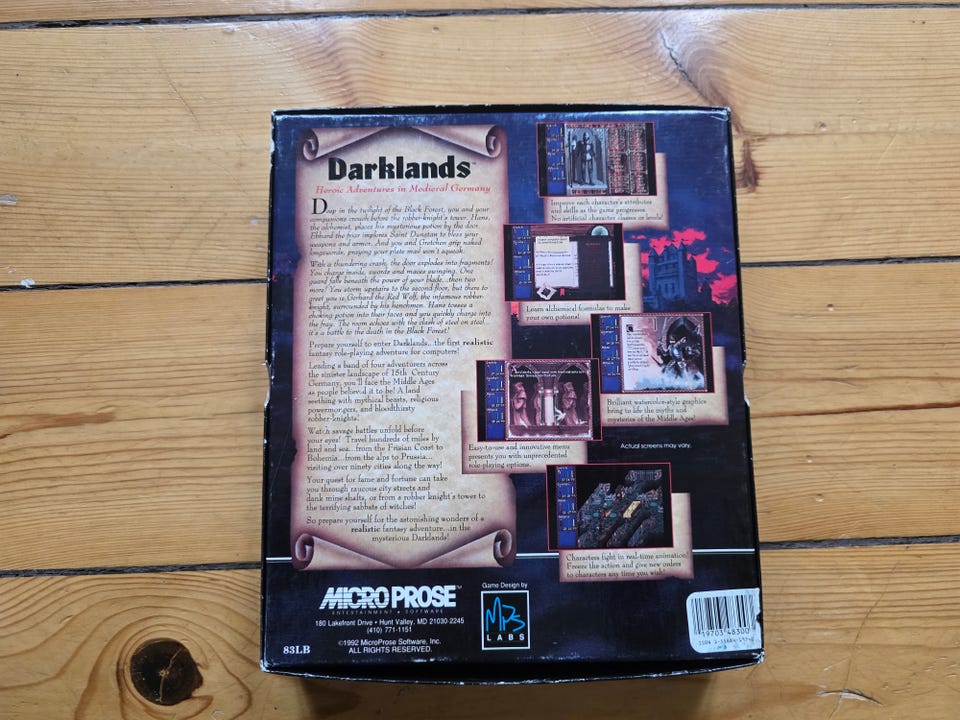 Darklands™
Heroic Adventures in Medieval Germany
Deep in the twilight of the Black Forest, you and your
companions crouch before the robber-knight's tower. Hans,
the alchemist, places his mysterious potion by the door.
Ebhard the friar implores Saint Dunstan to bless your
weapons and armor. And you and Gretchen grip naked
longswords, praying your plate mail won't squeak.
With a thundering crash, the door explodes into fragments!
You charge inside, swords and maces swinging. One
guard falls beneath the power of your blade...then two
more! You storm upstairs to the second floor, but there to
greet you is Gerhard the Red Wolf, the infamous robber-
knight, surrounded by his henchmen. Hans tosses a
choking potion into their faces and you quickly charge into
the fray. The room echoes with the clash of steel on steel...
it's a battle to the death in the Black Forest!
Prepare yourself to enter Darklands...the first realistic
fantasy role-playing adventure for computers!
Leading a band of four adventurers across
the sinister landscape of 15th Century
Germany, you'll face the Middle Ages
as people believed it to be! A land
seething with mythical beasts, religious
powermongers, and bloodthirsty
robber-knights!
Watch savage battles unfold before
your eyes! Travel hundreds of miles by
land and sea...from the Frisian Coast to
Bohemia...from the alps to Prussia...
visiting over ninety cities along the way!
Your quest for fame and fortune can take
you through raucous city streets and
dank mine shafts, or from a robber knight's tower to
the terrifying sabbats of witches!
So prepare yourself for the astonishing wonders of a
realistic fantasy adventure...in the
mysterious Darklands!
Improve each character's attributes
and skills as the game progresses.
No artificial character classes or levels!
Learn alchemical formulas to make
your own potions!
Brilliant watercolor-style graphics
bring to life the myths and
mysteries of the Middle Ages!
Actual screens may vary.
Easy-to-use and innovative menu
presents you with unprecedented
role-playing options.
Characters fight in real-time animation!
Freeze the action and give new orders
to characters any time you wish!
MICROPROSE™
ENTERTAINMENT • SOFTWARE
180 Lakefront Drive • Hunt Valley, MD 21030-2245
(410) 771-1151
©1992 MicroProse Software, Inc.
ALL RIGHTS RESERVED.
83LB
Game Design by
MPS
LABS
19703 48300
ISBN